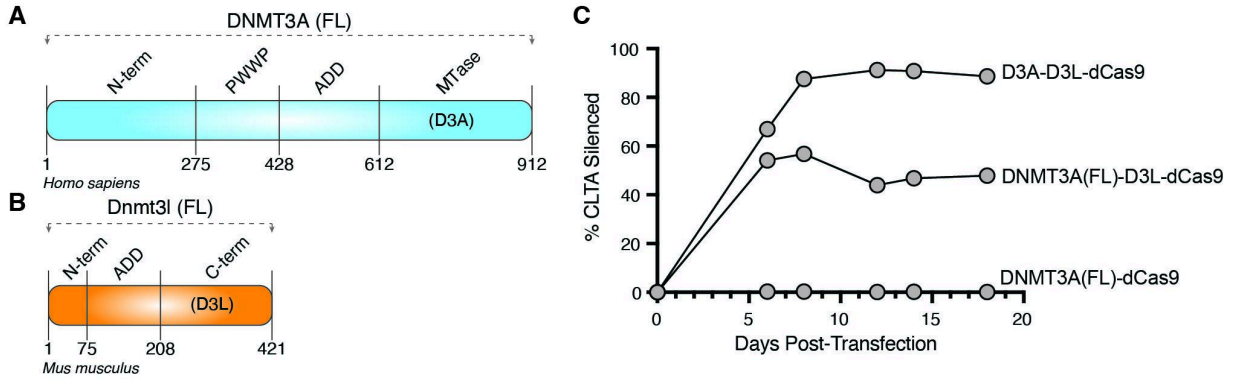 A
DNMT3A (FL)
N-term
PWWP
ADD
MTase
(D3A)
1 275 428 612 912
Homo sapiens
B
Dnmt3l (FL)
N-term
ADD
C-term
(D3L)
1 75 208 421
Mus musculus
C
% CLTA Silenced
100
80
60
40
20
0
D3A-D3L-dCas9
DNMT3A(FL)-D3L-dCas9
DNMT3A(FL)-dCas9
0 5 10 15 20
Days Post-Transfection